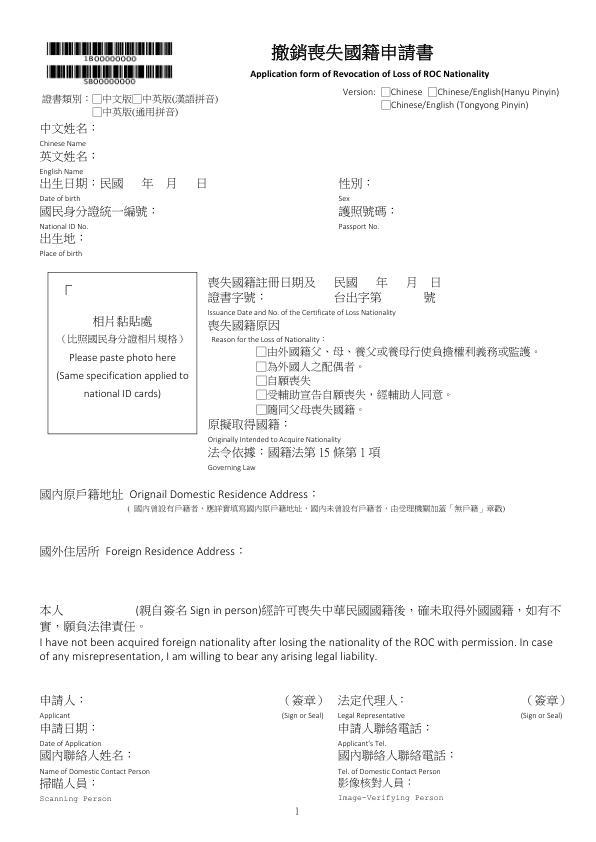 撤銷喪失國籍申請書
1B00000000
5B00000000
Application form of Revocation of Loss of ROC Nationality
證書類別：□中文版□中英版(漢語拼音)
□中英版(通用拼音)
Version: □Chinese □Chinese/English(Hanyu Pinyin)
□Chinese/English (Tongyong Pinyin)
中文姓名：
Chinese Name
英文姓名：
English Name
出生日期：民國 年 月 日 性別：
Date of birth Sex
國民身分證統一編號： 護照號碼：
National ID No. Passport No.
出生地：
Place of birth
「
相片黏貼處
（比照國民身分證相片規格）
Please paste photo here
(Same specification applied to
national ID cards)
喪失國籍註冊日期及 民國 年 月 日
證書字號： 台出字第 號
Issuance Date and No. of the Certificate of Loss Nationality
喪失國籍原因
Reason for the Loss of Nationality：
□由外國籍父、母、養父或養母行使負擔權利義務或監護。
□為外國人之配偶者。
□自願喪失
□受輔助宣告自願喪失，經輔助人同意。
□隨同父母喪失國籍。
原擬取得國籍：
Originally Intended to Acquire Nationality
法令依據：國籍法第 15 條第 1 項
Governing Law
國內原戶籍地址 Orignail Domestic Residence Address：
( 國內曾設有戶籍者，應詳實填寫國內原戶籍地址，國內未曾設有戶籍者，由受理機關加蓋「無戶籍」章戳)
國外住居所 Foreign Residence Address：
本人 (親自簽名 Sign in person)經許可喪失中華民國國籍後，確未取得外國國籍，如有不
實，願負法律責任。
I have not been acquired foreign nationality after losing the nationality of the ROC with permission. In case
of any misrepresentation, I am willing to bear any arising legal liability.
申請人： （簽章） 法定代理人： （簽章）
Applicant (Sign or Seal) Legal Representative (Sign or Seal)
申請日期： 申請人聯絡電話：
Date of Application Applicant's Tel.
國內聯絡人姓名： 國內聯絡人聯絡電話：
Name of Domestic Contact Person Tel. of Domestic Contact Person
掃瞄人員： 影像核對人員：
Scanning Person Image-Verifying Person
1